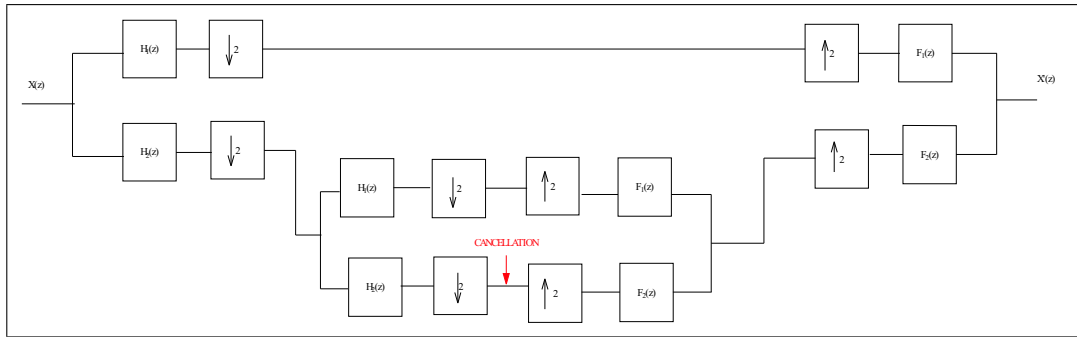 H₁(z)
2
2
F₁(z)
X(z)
X'(z)
H₂(z)
2
2
F₂(z)
H₁(z)
2
2
F₁(z)
CANCELLATION
H₂(z)
2
2
F₂(z)